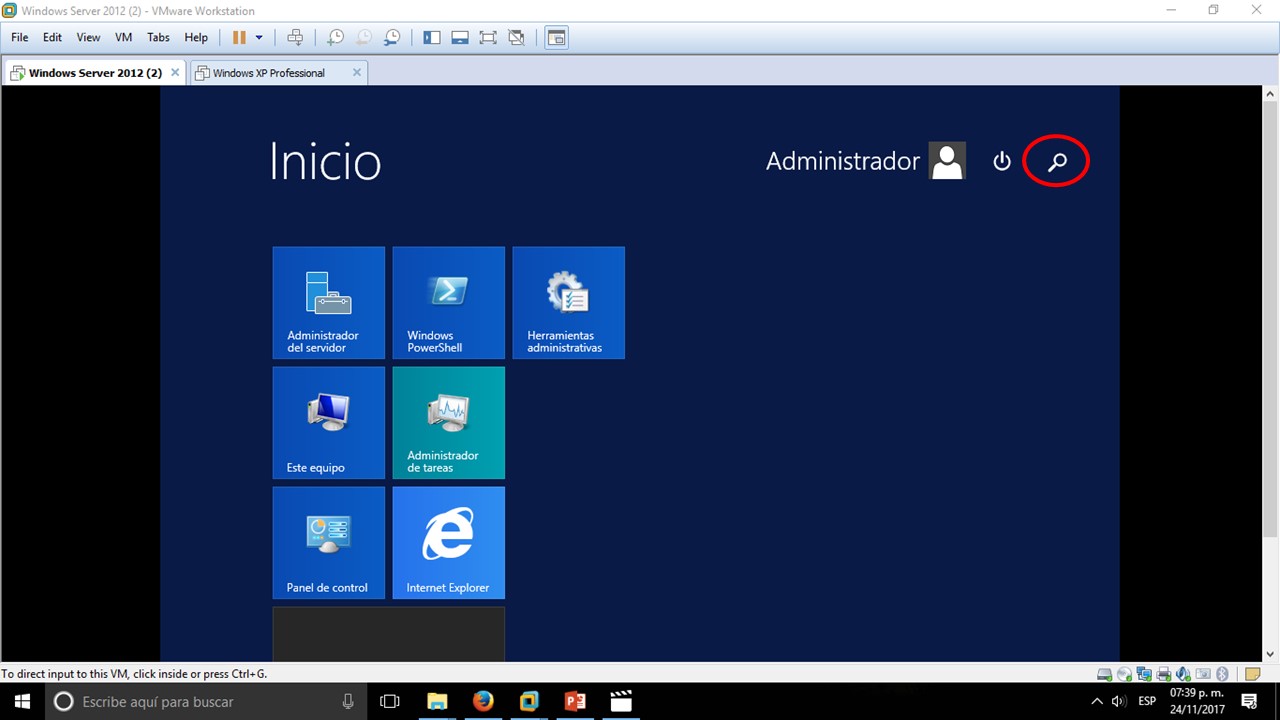 Windows Server 2012 (2) - VMware Workstation
File Edit View VM Tabs Help
Windows Server 2012 (2) Windows XP Professional
Inicio
Administrador
Administrador
del servidor
Windows
PowerShell
Herramientas
administrativas
Este equipo
Administrador
de tareas
Panel de control
Internet Explorer
To direct input to this VM, click inside or press Ctrl+G.
Escribe aquí para buscar
ESP
07:39 p. m.
24/11/2017